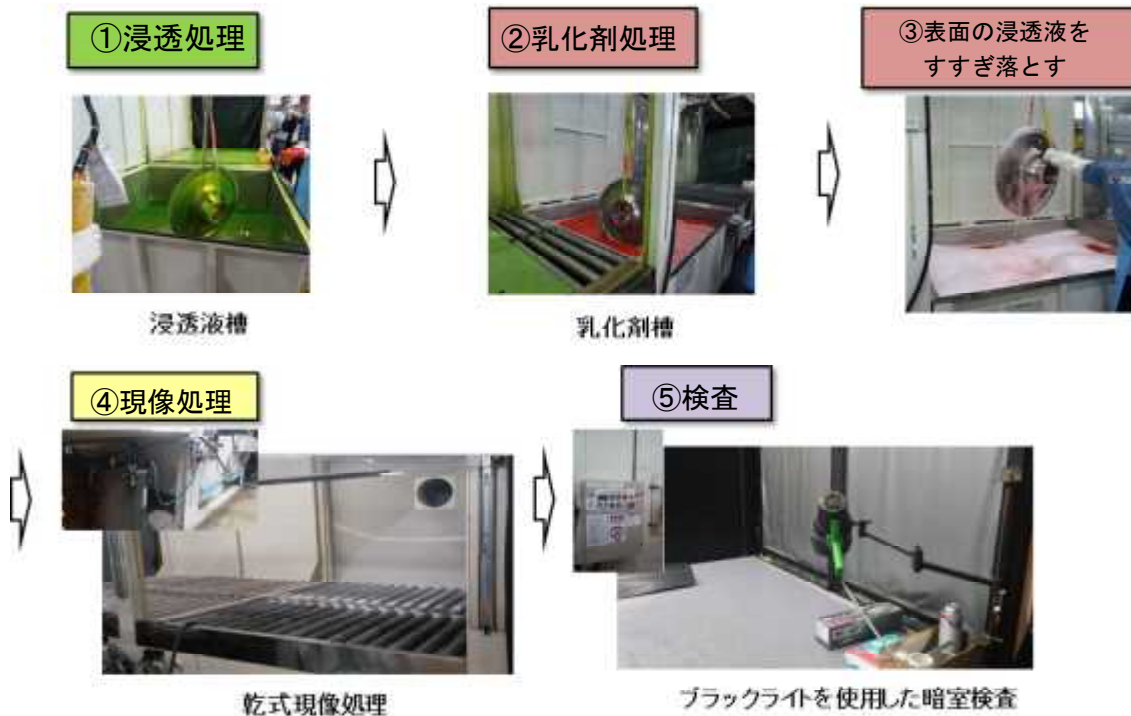 ①浸透処理
②乳化剤処理
③表面の浸透液を
すすぎ落とす
浸透液槽
乳化剤槽
④現像処理
⑤検査
乾式現像処理
ブラックライトを使用した暗室検査